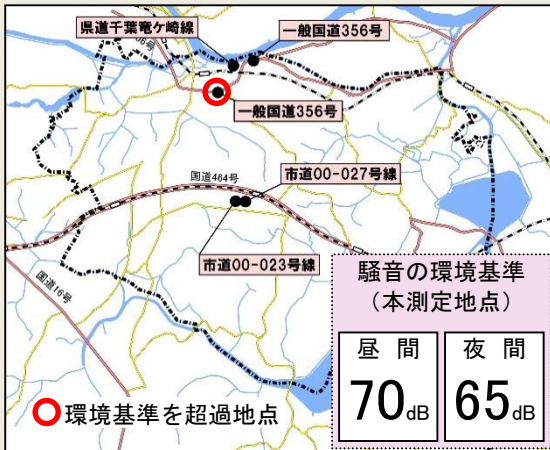 県道千葉竜ケ崎線
一般国道356号
一般国道356号
国道464号
市道00-027号線
市道00-023号線
国道16号
騒音の環境基準
（本測定地点）
昼間
70dB
夜間
65dB
環境基準を超過地点